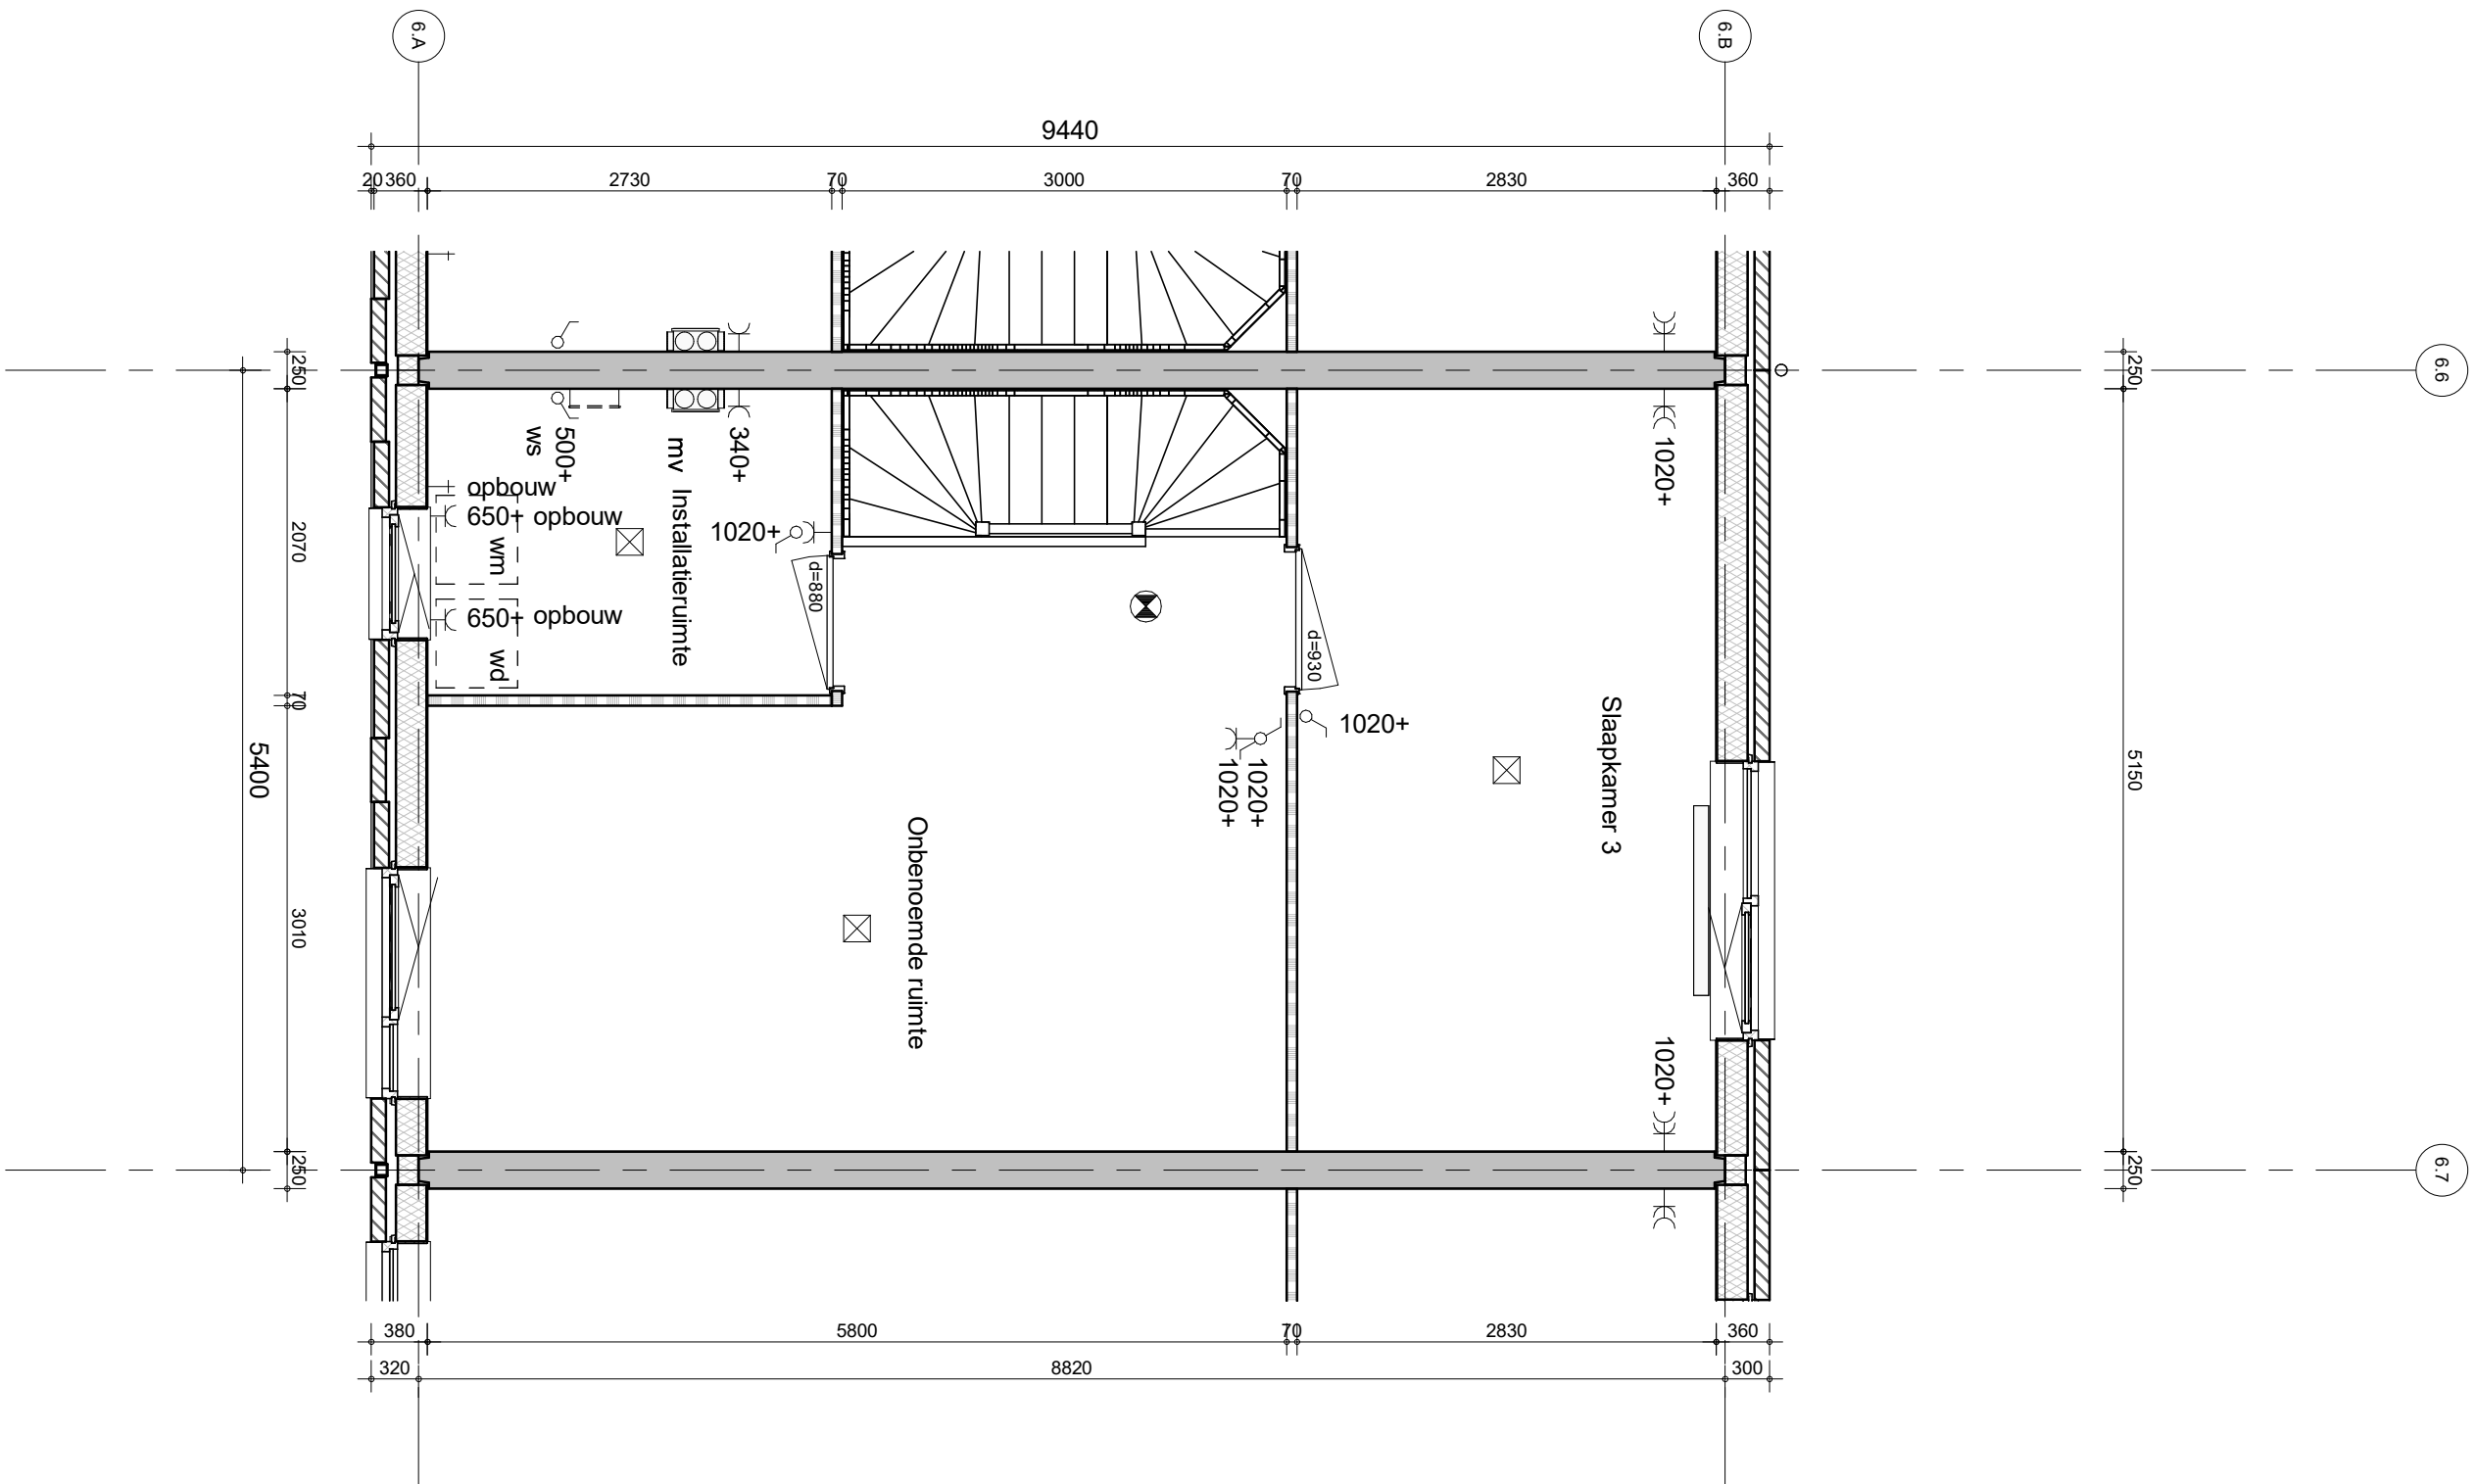 6.A
6.B
9440
20
360
2730
70
3000
70
2830
360
250
250
6.6
ws
500+
mv
340+
1020+
opbouw
650+ opbouw
wm
1020+
Installatieruimte
d=880
2070
650+ opbouw
wd
d=930
70
1020+
Slaapkamer 3
5400
1020+
1020+
5150
Onbenoemde ruimte
3010
1020+
250
250
6.7
380
5800
70
2830
360
320
8820
300